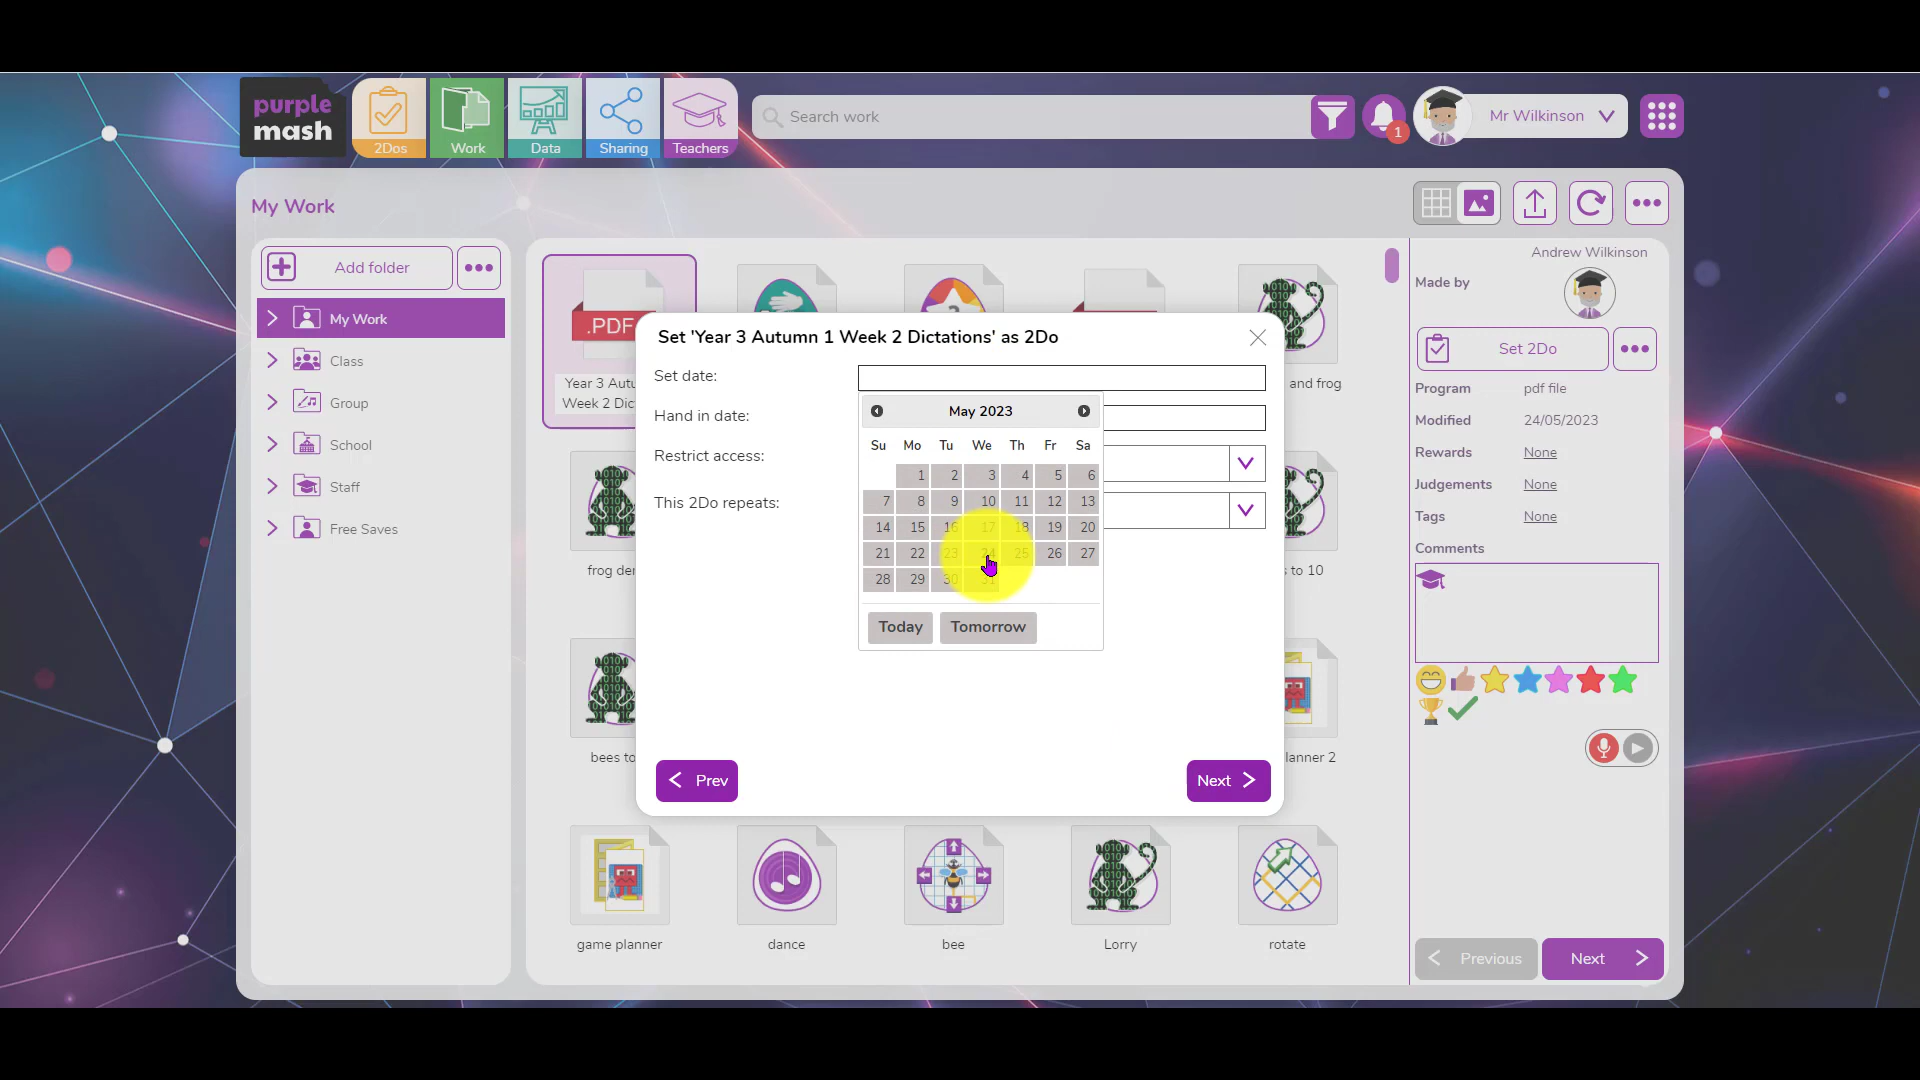 purple
mash
2Dos
Work
Data
Sharing
Teachers
Search work
1
Mr Wilkinson
My Work
Add folder
My Work
Class
Group
School
Staff
Free Saves
.PDF
Year 3 Autu
Week 2 Dic
and frog
frog der
s to 10
bees to
lanner 2
game planner
dance
bee
Lorry
rotate
Set 'Year 3 Autumn 1 Week 2 Dictations' as 2Do
Set date:
Hand in date:
Restrict access:
This 2Do repeats:
May 2023
Su Mo Tu We Th Fr Sa
1 2 3 4 5 6
7 8 9 10 11 12 13
14 15 16 17 18 19 20
21 22 23 24 25 26 27
28 29 30 31
Today Tomorrow
Prev
Next
Andrew Wilkinson
Made by
Set 2Do
Program pdf file
Modified 24/05/2023
Rewards None
Judgements None
Tags None
Comments
Previous
Next